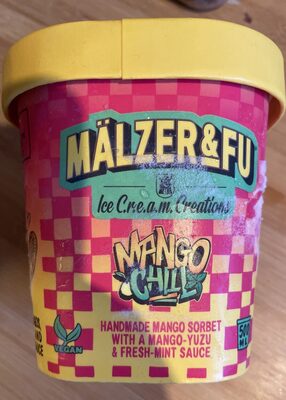 MÄLZER&FU
Ice C.r.e.a.m. Creations
MANGO
CHILL
HANDMADE MANGO SORBET
WITH A MANGO-YUZU
& FRESH-MINT SAUCE
VEGAN
500
ML